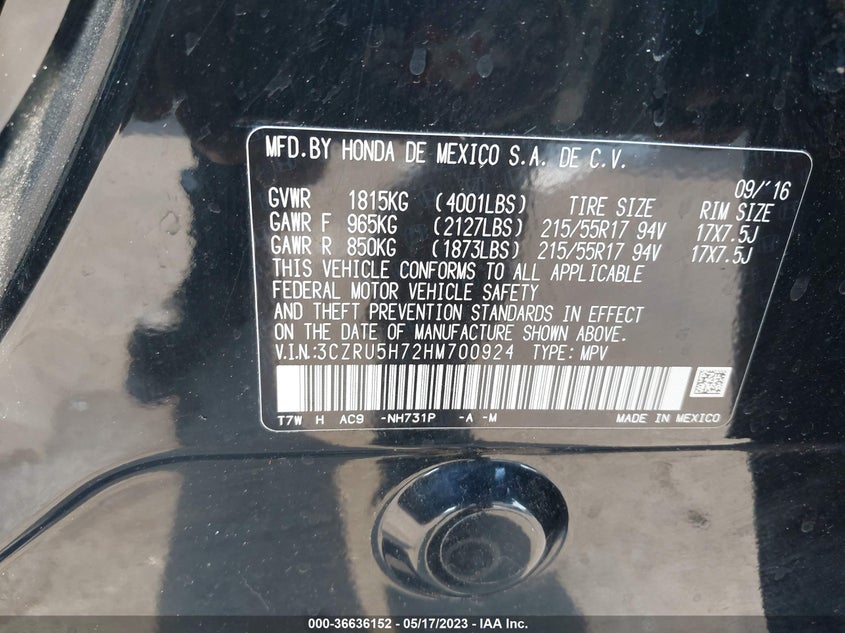 MFD.BY HONDA DE MEXICO S.A. DE C.V.
09/'16
GVWR 1815KG (4001LBS) TIRE SIZE RIM SIZE
GAWR F 965KG (2127LBS) 215/55R17 94V 17X7.5J
GAWR R 850KG (1873LBS) 215/55R17 94V 17X7.5J
THIS VEHICLE CONFORMS TO ALL APPLICABLE
FEDERAL MOTOR VEHICLE SAFETY
AND THEFT PREVENTION STANDARDS IN EFFECT
ON THE DATE OF MANUFACTURE SHOWN ABOVE.
V.I.N:3CZRU5H72HM700924 TYPE: MPV
T7W H AC9 -NH731P -A -M MADE IN MEXICO
000-36636152 — 05/17/2023 — IAA Inc.